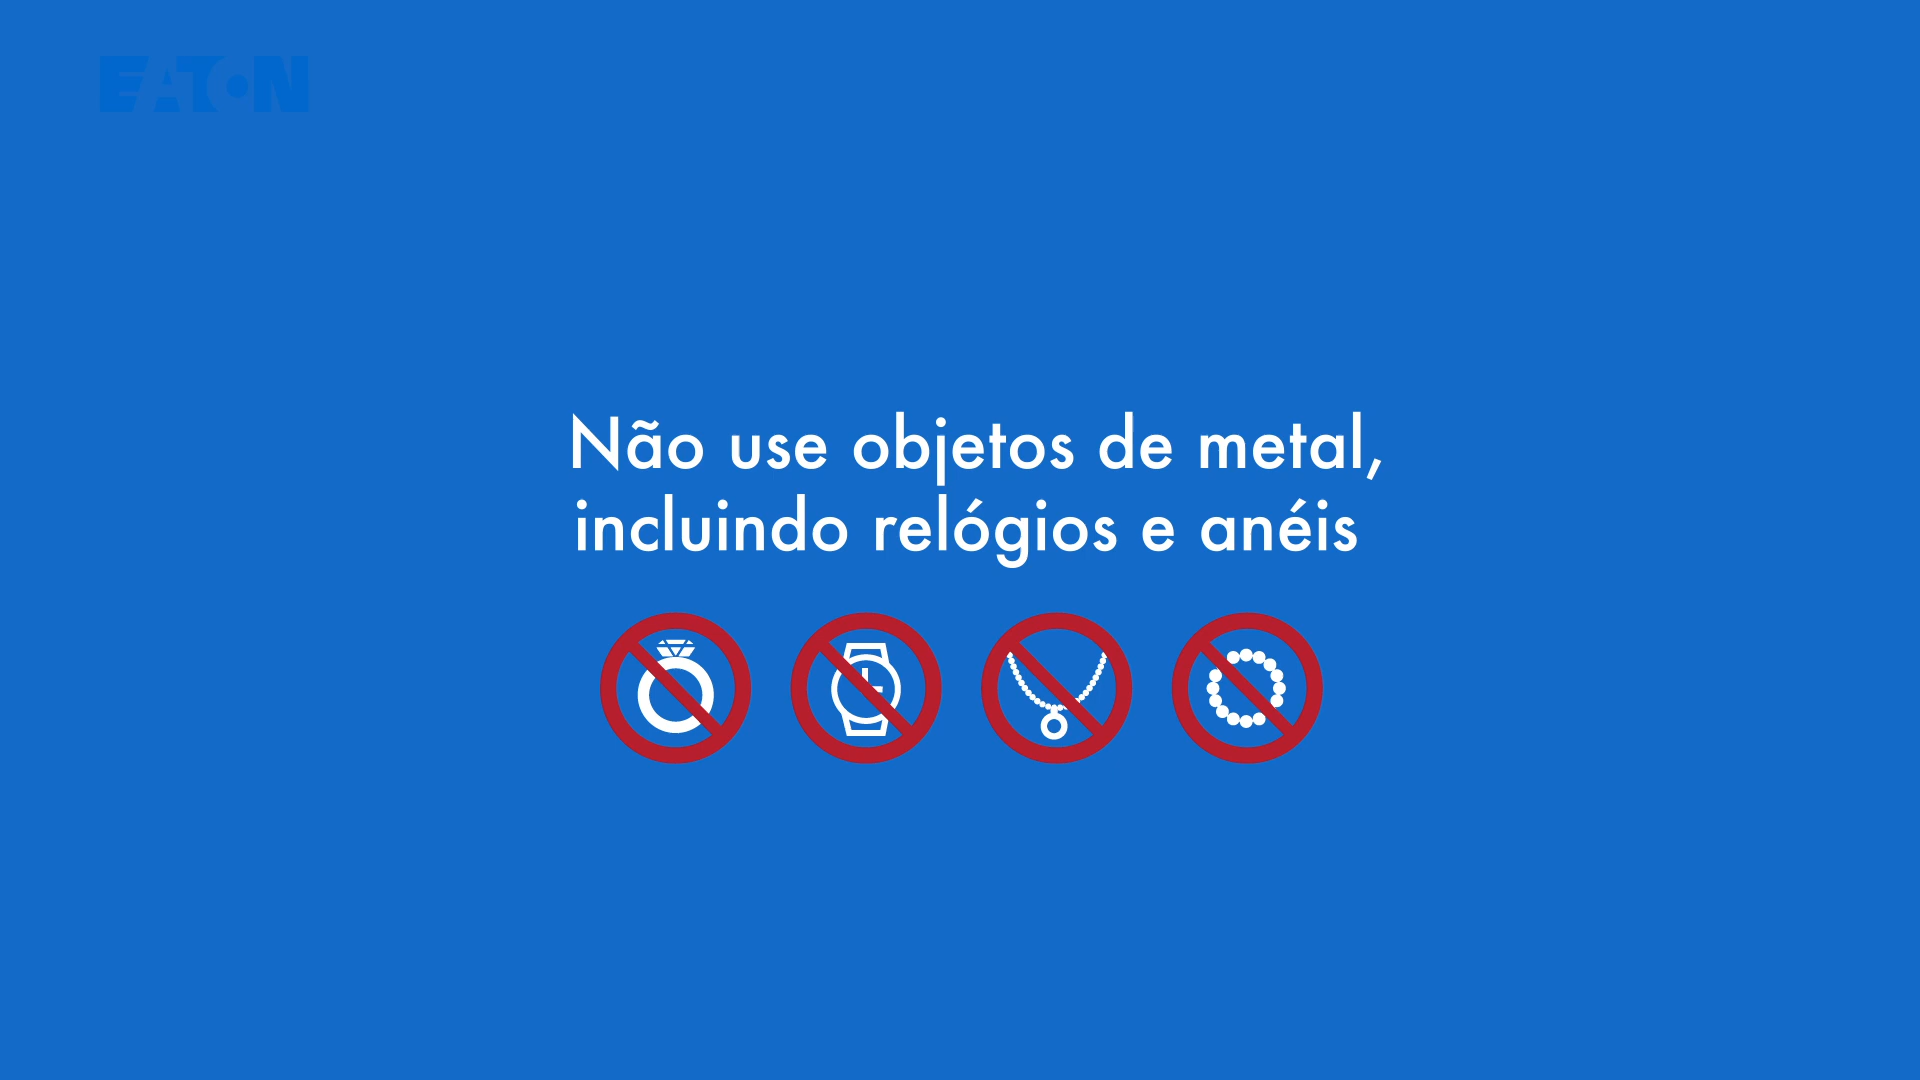 EATON
Não use objetos de metal,
incluindo relógios e anéis